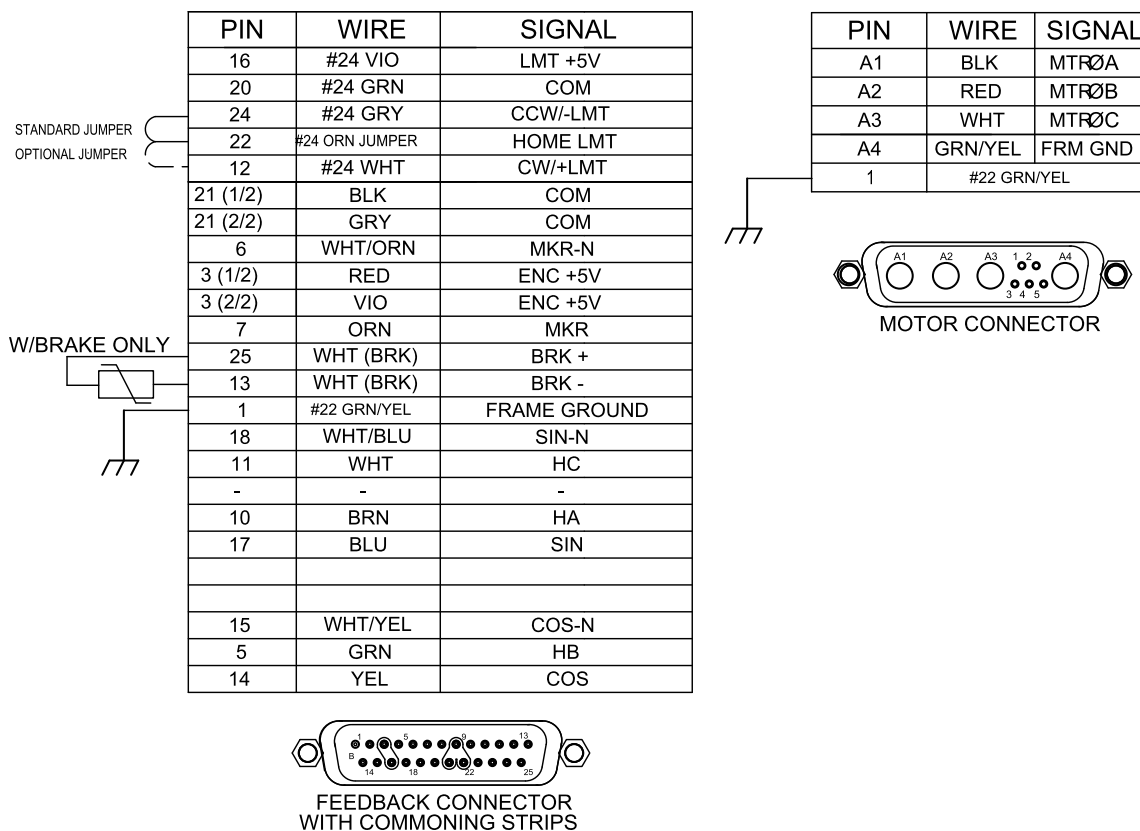 PIN WIRE SIGNAL
16 #24 VIO LMT +5V
20 #24 GRN COM
24 #24 GRY CCW/-LMT
22 #24 ORN JUMPER HOME LMT
12 #24 WHT CW/+LMT
21 (1/2) BLK COM
21 (2/2) GRY COM
6 WHT/ORN MKR-N
3 (1/2) RED ENC +5V
3 (2/2) VIO ENC +5V
7 ORN MKR
25 WHT (BRK) BRK +
13 WHT (BRK) BRK -
1 #22 GRN/YEL FRAME GROUND
18 WHT/BLU SIN-N
11 WHT HC
- - -
10 BRN HA
17 BLU SIN
15 WHT/YEL COS-N
5 GRN HB
14 YEL COS
STANDARD JUMPER
OPTIONAL JUMPER
W/BRAKE ONLY
1 5 9 13
B
14 18 22 25
FEEDBACK CONNECTOR
WITH COMMONING STRIPS
PIN WIRE SIGNAL
A1 BLK MTRØA
A2 RED MTRØB
A3 WHT MTRØC
A4 GRN/YEL FRM GND
1 #22 GRN/YEL
A1 A2 A3 1 2 A4
3 4 5
MOTOR CONNECTOR